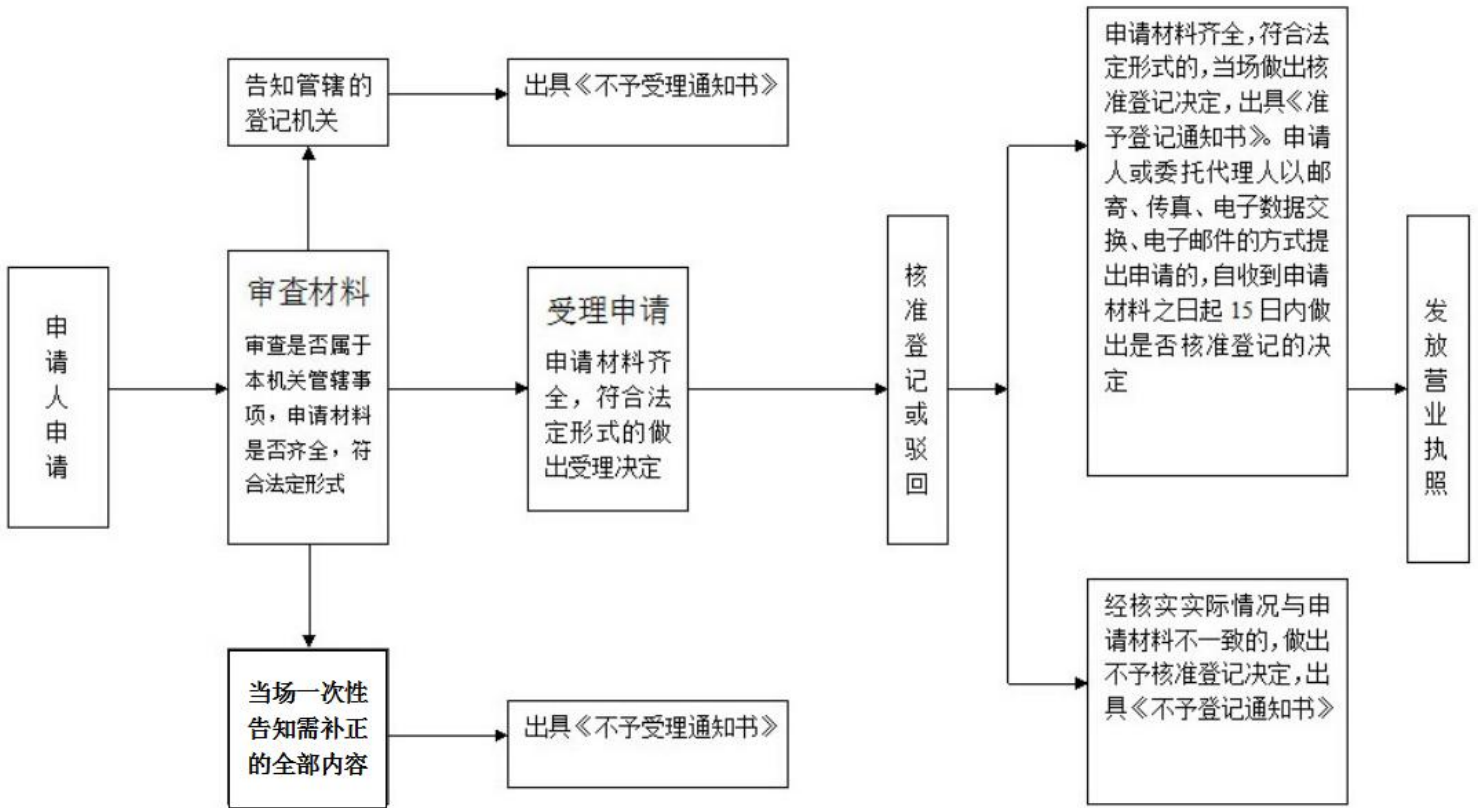 申请人申请
告知管辖的
登记机关
出具《不予受理通知书》
审查材料
审查是否属于
本机关管辖事
项，申请材料
是否齐全，符
合法定形式
当场一次性
告知需补正
的全部内容
出具《不予受理通知书》
受理申请
申请材料齐
全，符合法
定形式的做
出受理决定
核准登记或驳回
申请材料齐全，符合法
定形式的，当场做出核
准登记决定，出具《准
予登记通知书》。申请
人或委托代理人以邮
寄、传真、电子数据交
换、电子邮件的方式提
出申请的，自收到申请
材料之日起 15 日内做
出是否核准登记的决
定
经核实实际情况与申
请材料不一致的，做出
不予核准登记决定，出
具《不予登记通知书》
发放营业执照